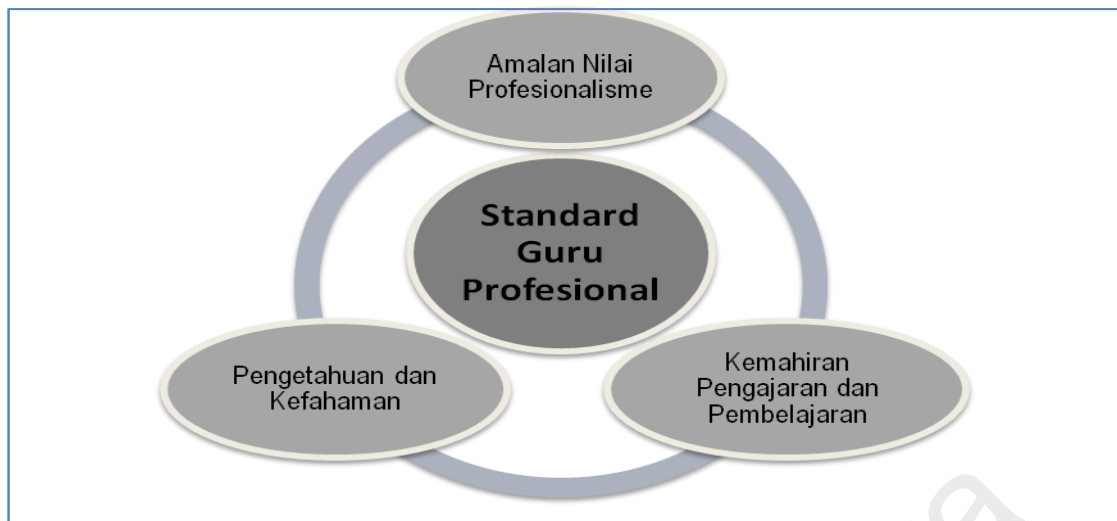 Amalan Nilai
Profesionalisme
Standard
Guru
Profesional
Pengetahuan dan
Kefahaman
Kemahiran
Pengajaran dan
Pembelajaran